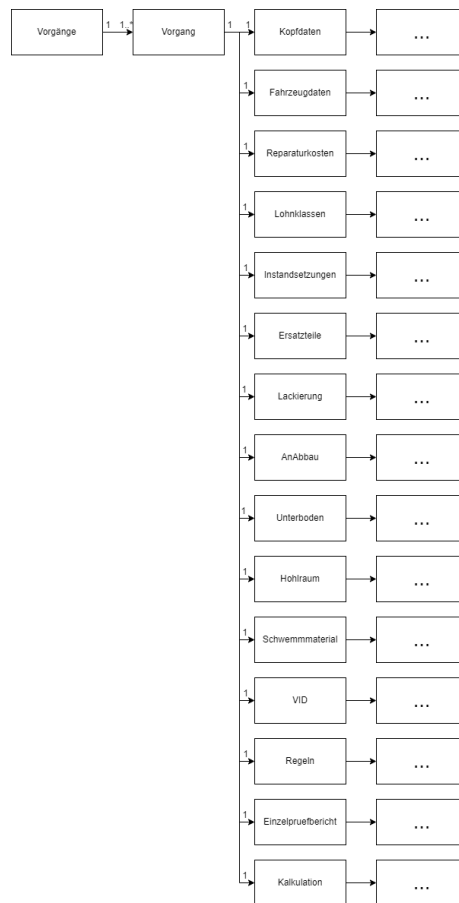 Vorgänge 1 1..* Vorgang 1 1 Kopfdaten ...
1 Fahrzeugdaten ...
1 Reparaturkosten ...
1 Lohnklassen ...
1 Instandsetzungen ...
1 Ersatzteile ...
1 Lackierung ...
1 AnAbbau ...
1 Unterboden ...
1 Hohlraum ...
1 Schwemmmaterial ...
1 VID ...
1 Regeln ...
1 Einzelpruefbericht ...
1 Kalkulation ...